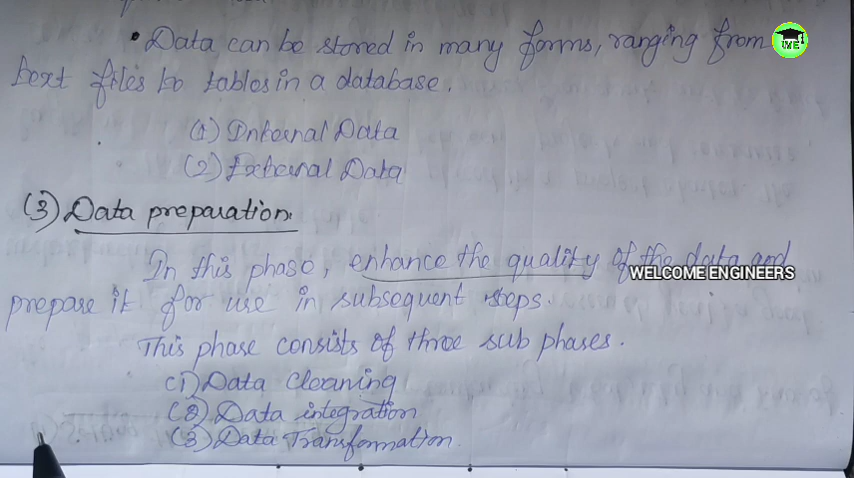 • Data can be stored in many forms, ranging from
text files to tables in a database.
(1) Internal Data
(2) External Data
(3) Data preparation.
In this phase, enhance the quality of the data and
prepare it for use in subsequent steps.
This phase consists of three sub phases.
(1) Data Cleaning
(2) Data integration
(3) Data Transformation.
WELCOME ENGINEERS
WE